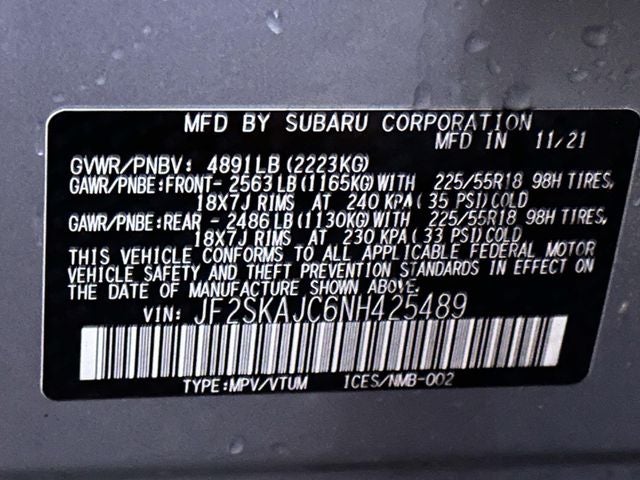 MFD BY SUBARU CORPORATION
MFD IN 11/21
GVWR/PNBV: 4891LB (2223KG)
GAWR/PNBE:FRONT- 2563LB (1165KG)WITH 225/55R18 98H TIRES,
18X7J RIMS AT 240 KPA (35 PSI)COLD
GAWR/PNBE:REAR - 2486LB (1130KG)WITH 225/55R18 98H TIRES,
18X7J RIMS AT 230 KPA (33 PSI)COLD
THIS VEHICLE CONFORMS TO ALL APPLICABLE FEDERAL MOTOR
VEHICLE SAFETY AND THEFT PREVENTION STANDARDS IN EFFECT ON
THE DATE OF MANUFACTURE SHOWN ABOVE.
VIN: JF2SKAJC6NH425489
TYPE:MPV/VTUM ICES/NMB-002